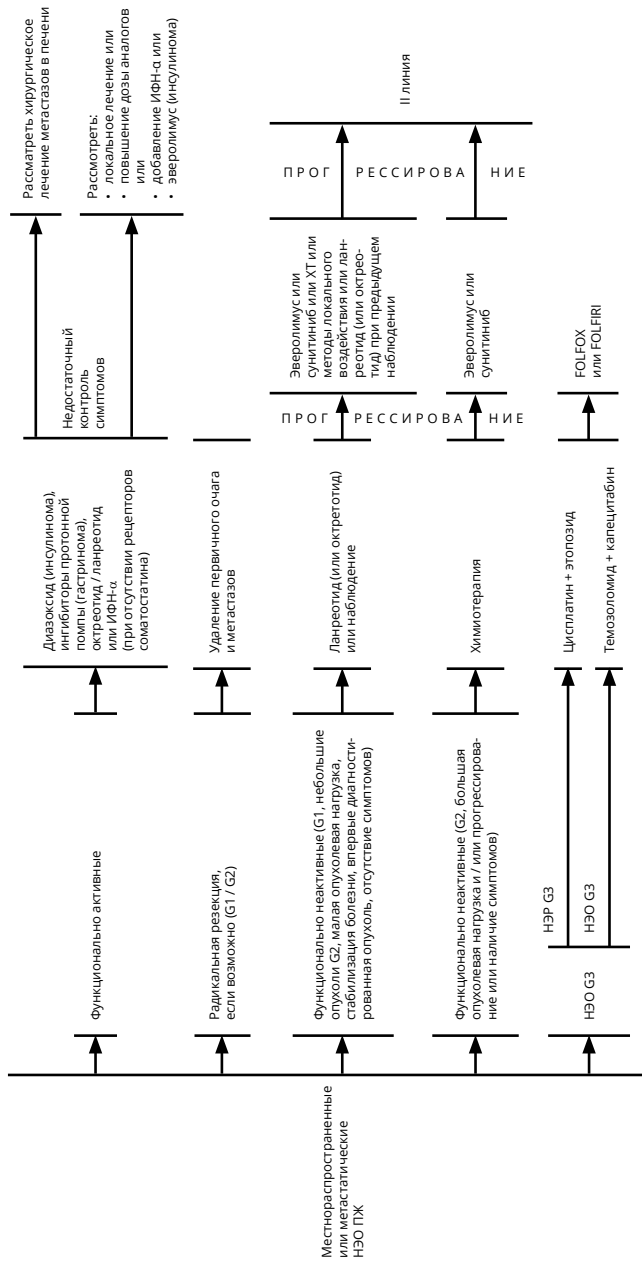 Местнораспространенные
или метастатические
НЭО ПЖ
Функционально активные
Диазоксид (инсулинома),
ингибиторы протонной
помпы (гастринома),
октреотид / ланреотид
или ИФН-α
(при отсутствии рецепторов
соматостатина)
Недостаточный
контроль
симптомов
Рассматреть хирургическое
лечение метастазов в печени
Рассмотреть:
• локальное лечение или
• повышение дозы аналогов
или
• добавление ИФН-α или
• эверолимус (инсулинома)
Радикальная резекция,
если возможно (G1 / G2)
Удаление первичного очага
и метастазов
Функционально неактивные (G1, небольшие
опухоли G2, малая опухолевая нагрузка,
стабилизация болезни, впервые диагности-
рованная опухоль, отсутствие симптомов)
Ланреотид (или октретотид)
или наблюдение
ПРОГРЕССИРОВАНИЕ
Эверолимус или
сунитиниб или ХТ или
методы локального
воздействия или лан-
реотид (или октрео-
тид) при предыдущем
наблюдении
ПРОГРЕССИРОВАНИЕ
II линия
Функционально неактивные (G2, большая
опухолевая нагрузка и / или прогрессирова-
ние или наличие симптомов)
Химиотерапия
Эверолимус или
сунитиниб
НЭО G3
НЭР G3
Цисплатин + этопозид
НЭО G3
Темозоломид + капецитабин
FOLFOX
или FOLFIRI